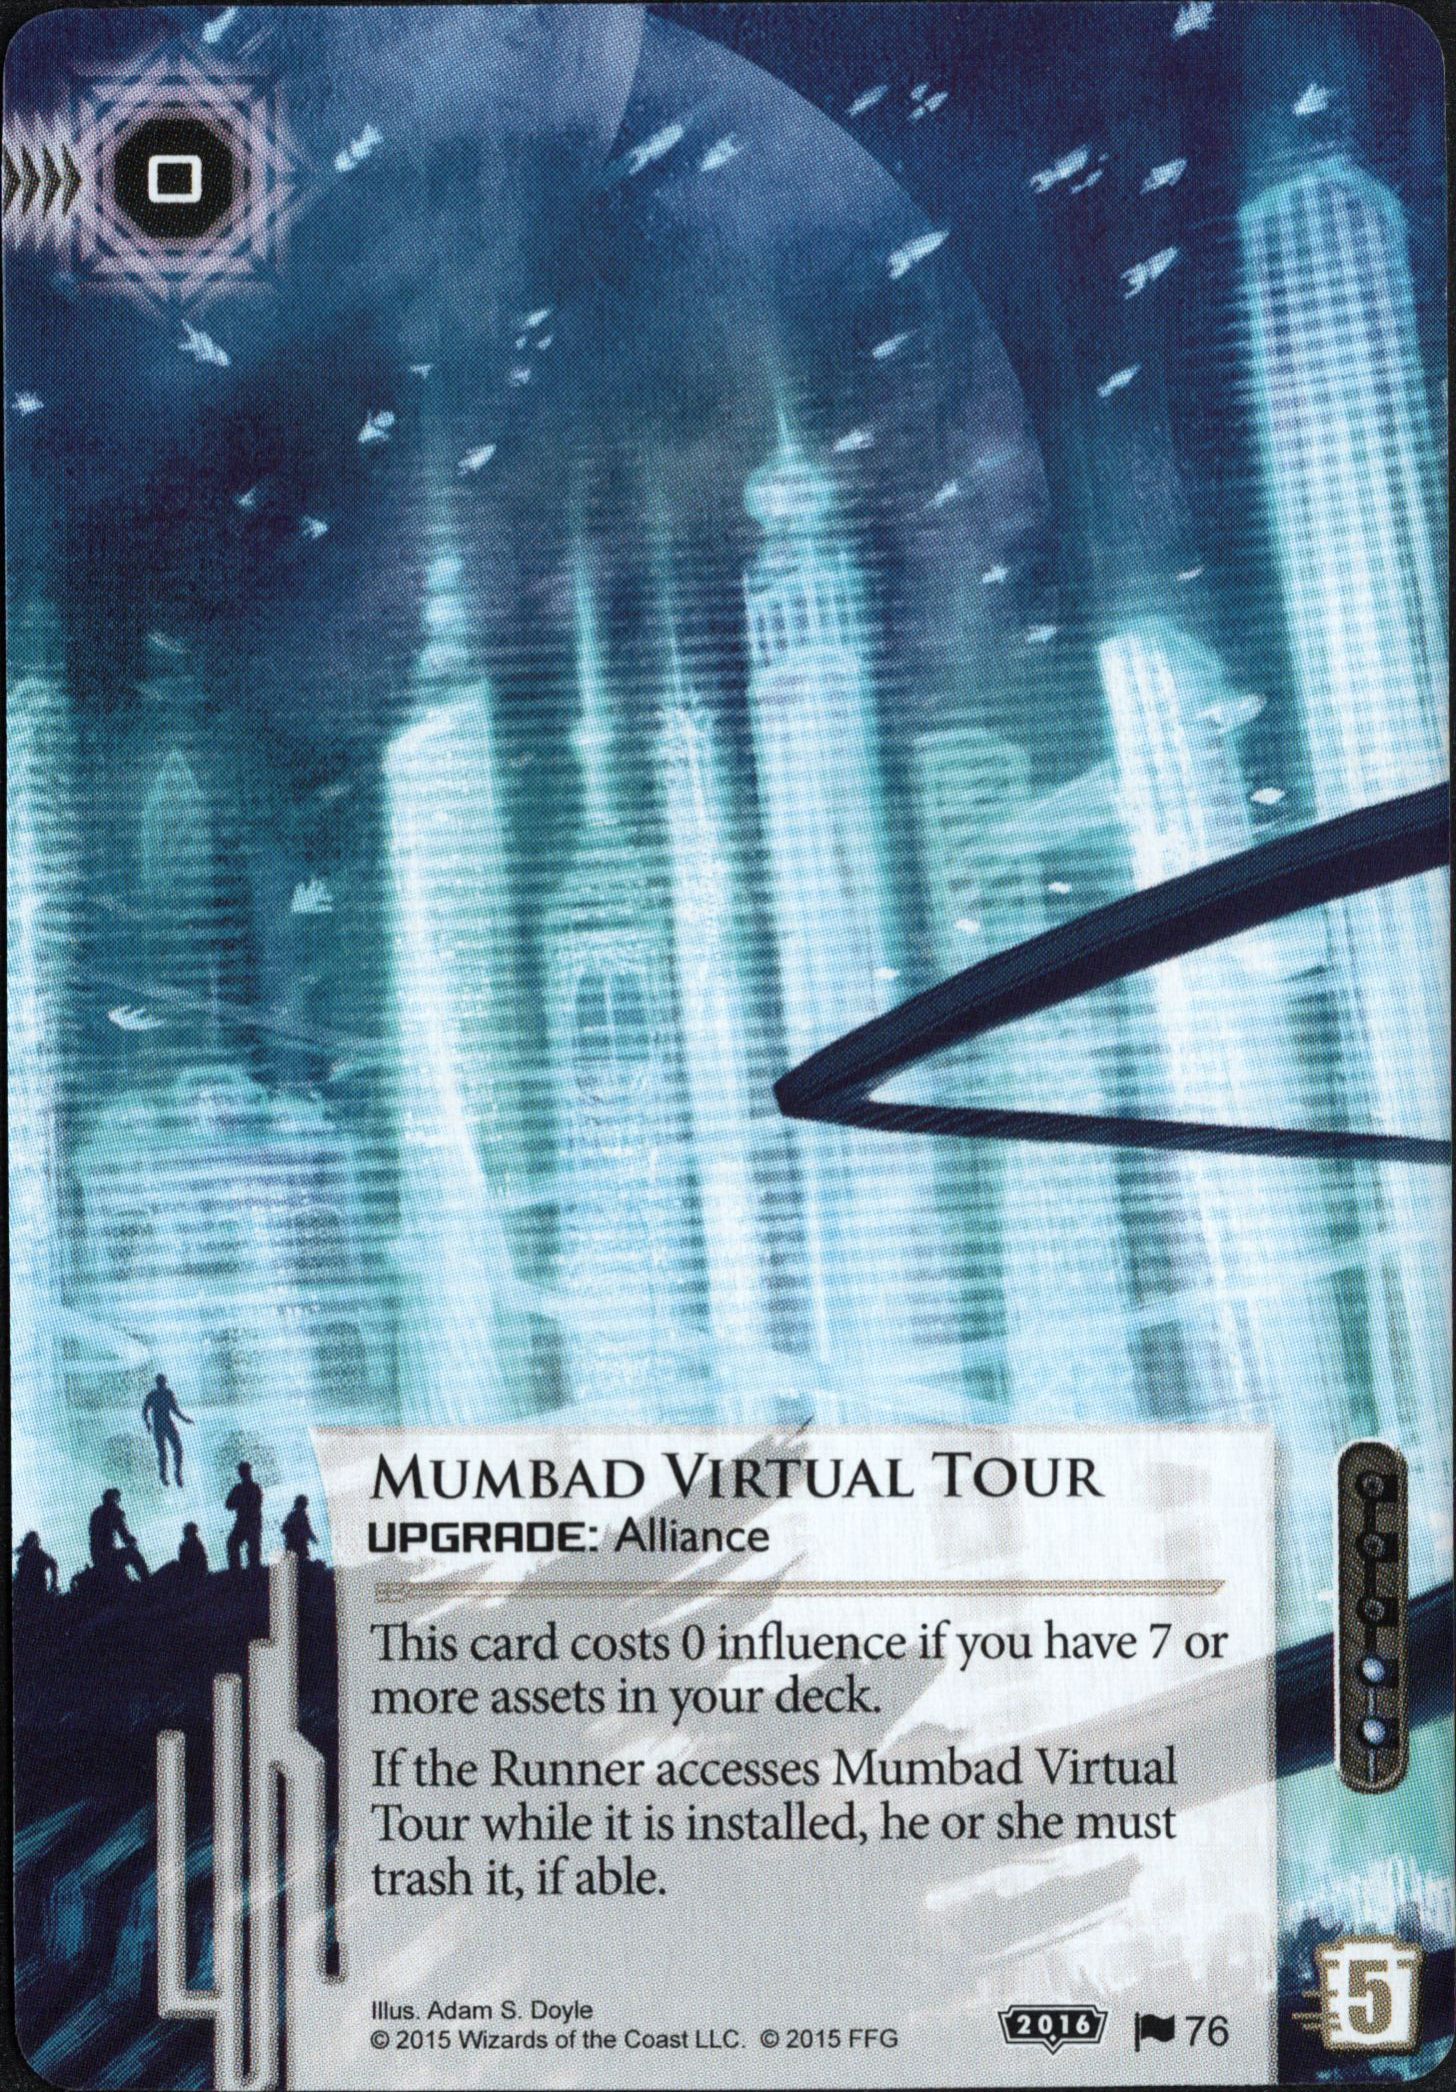 0
MUMBAD VIRTUAL TOUR
UPGRADE: Alliance
This card costs 0 influence if you have 7 or
more assets in your deck.
If the Runner accesses Mumbad Virtual
Tour while it is installed, he or she must
trash it, if able.
5
Illus. Adam S. Doyle
© 2015 Wizards of the Coast LLC. © 2015 FFG
2016
76